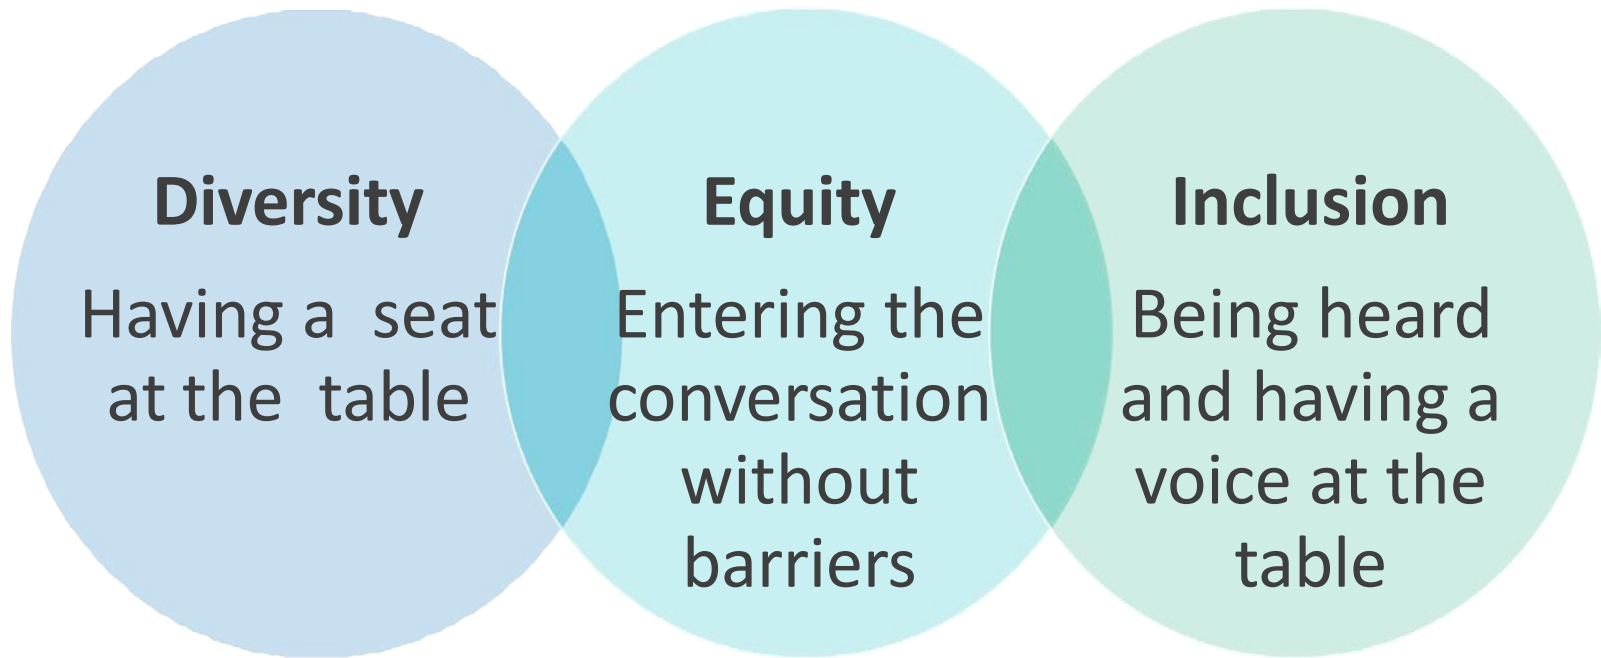 Diversity
Having a seat
at the table
Equity
Entering the
conversation
without
barriers
Inclusion
Being heard
and having a
voice at the
table